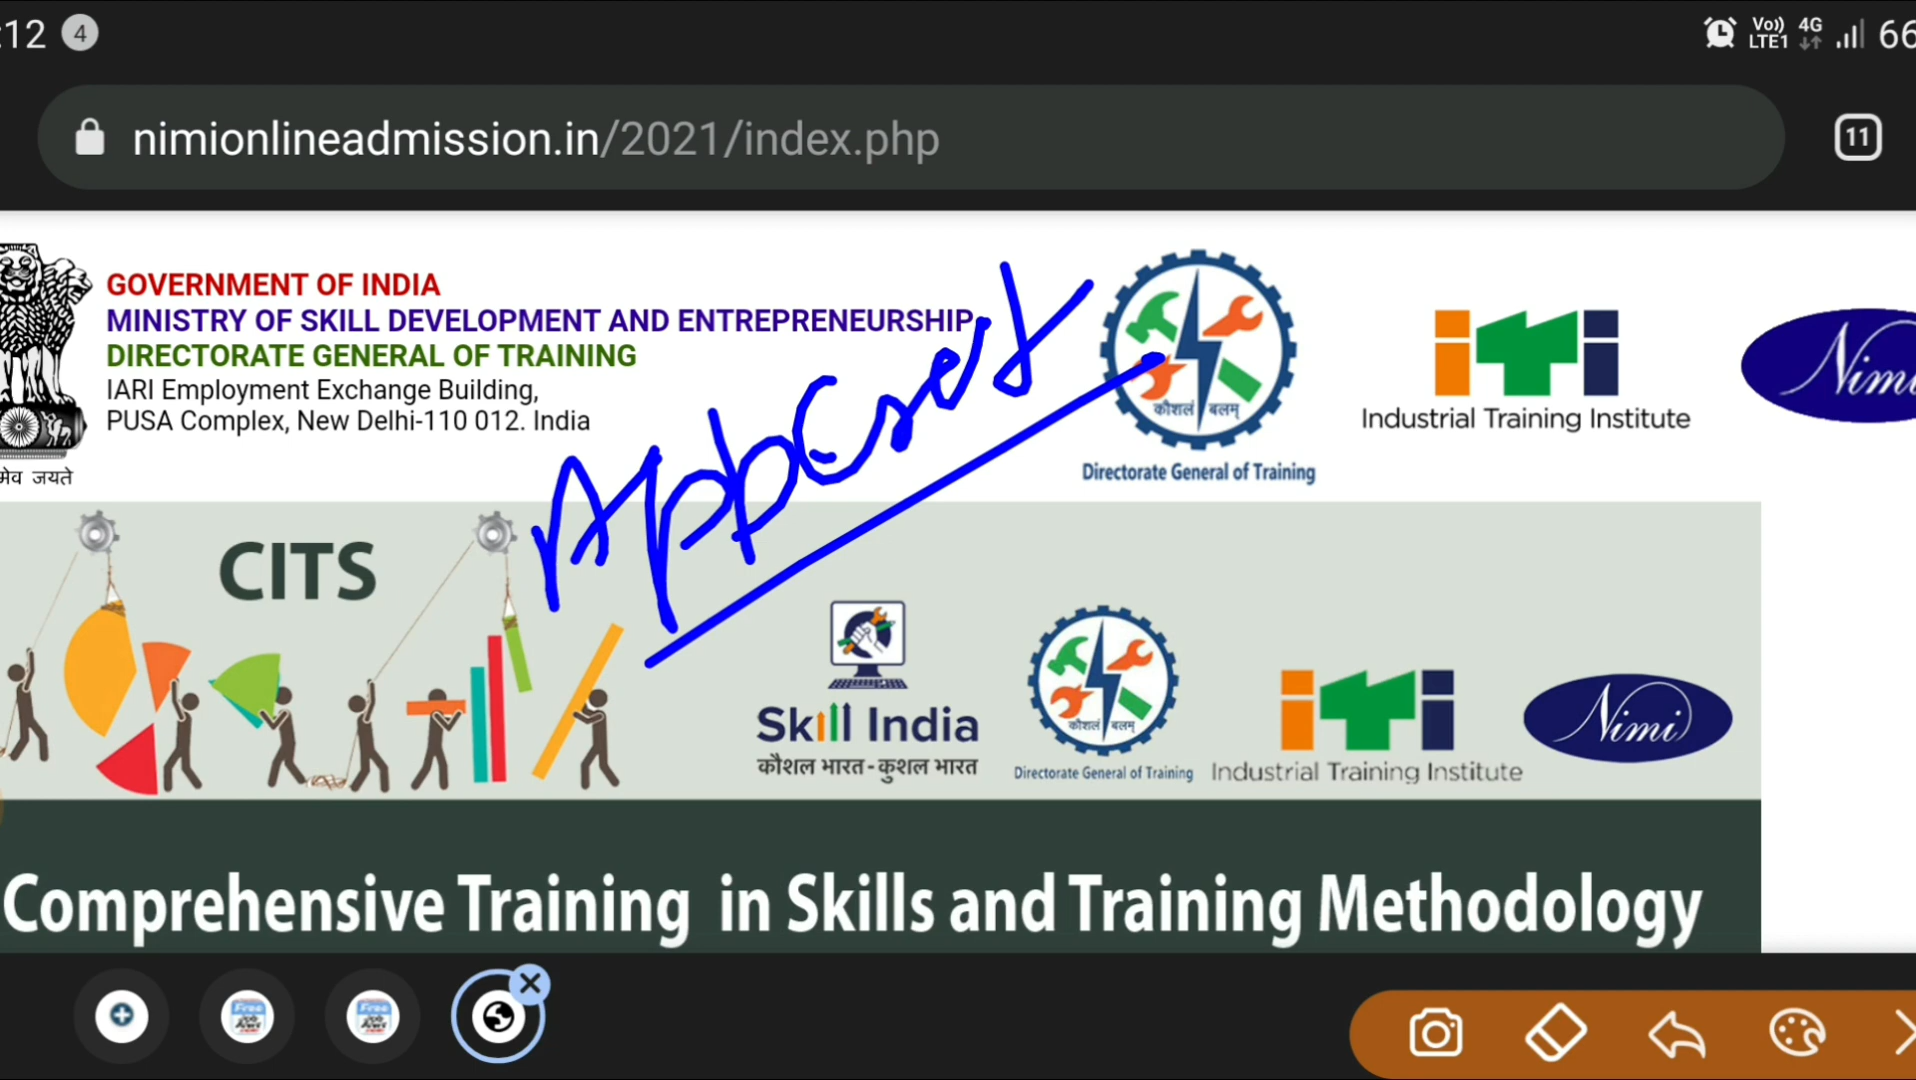 :12 4
Vo)) LTE1 4G 66
nimionlineadmission.in/2021/index.php
11
GOVERNMENT OF INDIA
MINISTRY OF SKILL DEVELOPMENT AND ENTREPRENEURSHIP
DIRECTORATE GENERAL OF TRAINING
IARI Employment Exchange Building,
PUSA Complex, New Delhi-110 012. India
मेव जयते
कौशलं बलम्
Directorate General of Training
iti
Industrial Training Institute
Nimi
CITS
Skill India
कौशल भारत - कुशल भारत
कौशलं बलम्
Directorate General of Training
iti
Industrial Training Institute
Nimi
Comprehensive Training in Skills and Training Methodology